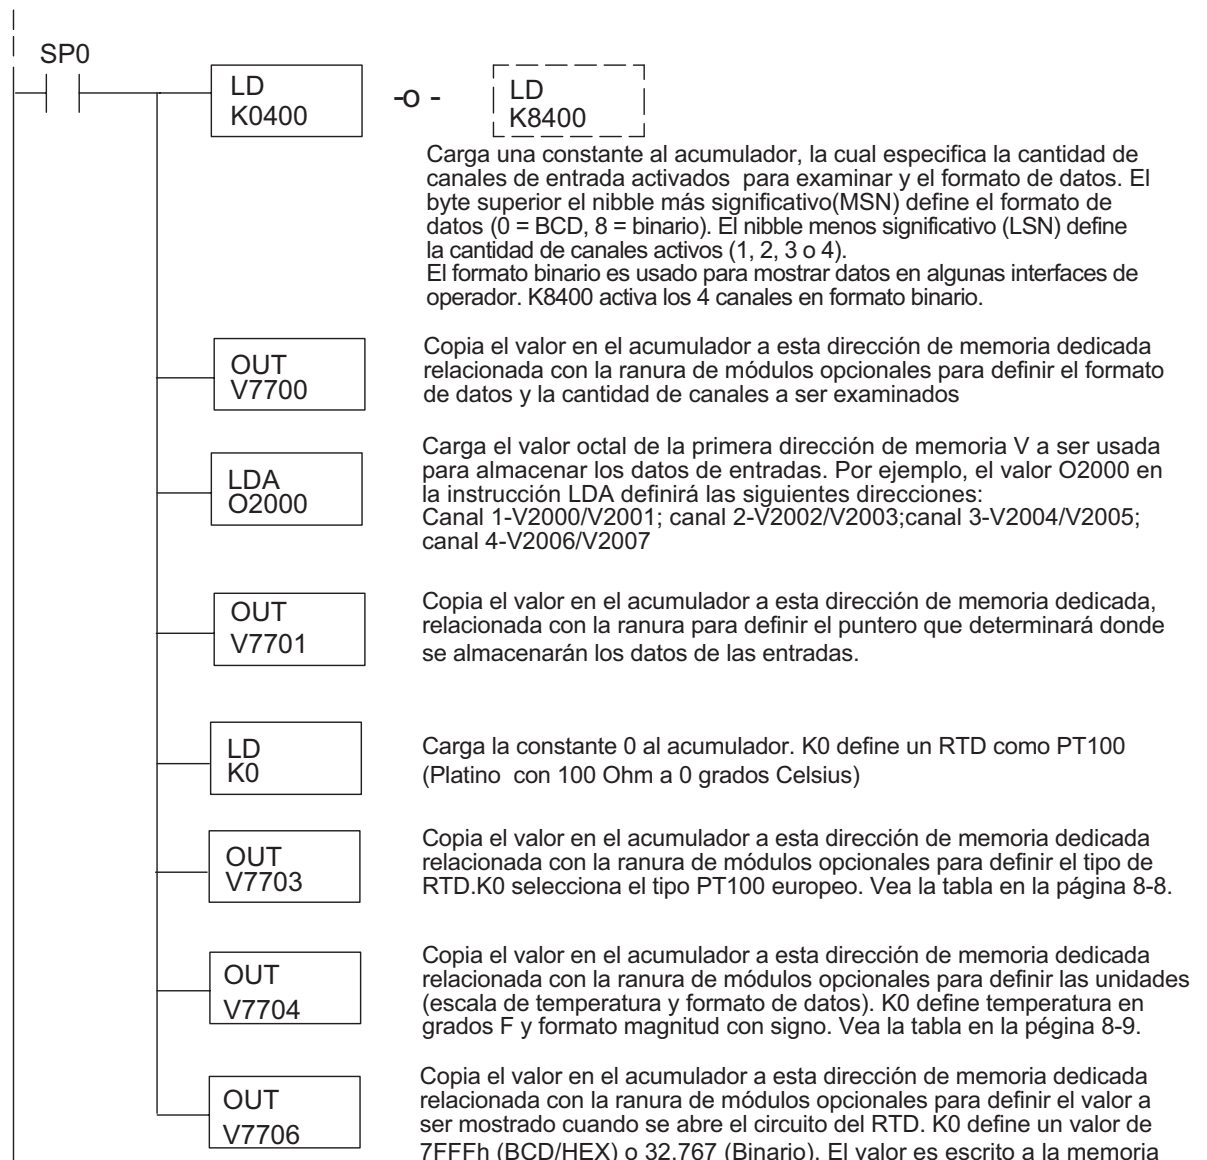 SP0
LD
K0400
-o -
LD
K8400
Carga una constante al acumulador, la cual especifica la cantidad de
canales de entrada activados para examinar y el formato de datos. El
byte superior el nibble más significativo(MSN) define el formato de
datos (0 = BCD, 8 = binario). El nibble menos significativo (LSN) define
la cantidad de canales activos (1, 2, 3 o 4).
El formato binario es usado para mostrar datos en algunas interfaces de
operador. K8400 activa los 4 canales en formato binario.
OUT
V7700
Copia el valor en el acumulador a esta dirección de memoria dedicada
relacionada con la ranura de módulos opcionales para definir el formato
de datos y la cantidad de canales a ser examinados
LDA
O2000
Carga el valor octal de la primera dirección de memoria V a ser usada
para almacenar los datos de entradas. Por ejemplo, el valor O2000 en
la instrucción LDA definirá las siguientes direcciones:
Canal 1-V2000/V2001; canal 2-V2002/V2003;canal 3-V2004/V2005;
canal 4-V2006/V2007
OUT
V7701
Copia el valor en el acumulador a esta dirección de memoria dedicada,
relacionada con la ranura para definir el puntero que determinará donde
se almacenarán los datos de las entradas.
LD
K0
Carga la constante 0 al acumulador. K0 define un RTD como PT100
(Platino con 100 Ohm a 0 grados Celsius)
OUT
V7703
Copia el valor en el acumulador a esta dirección de memoria dedicada
relacionada con la ranura de módulos opcionales para definir el tipo de
RTD.K0 selecciona el tipo PT100 europeo. Vea la tabla en la página 8-8.
OUT
V7704
Copia el valor en el acumulador a esta dirección de memoria dedicada
relacionada con la ranura de módulos opcionales para definir las unidades
(escala de temperatura y formato de datos). K0 define temperatura en
grados F y formato magnitud con signo. Vea la tabla en la pégina 8-9.
OUT
V7706
Copia el valor en el acumulador a esta dirección de memoria dedicada
relacionada con la ranura de módulos opcionales para definir el valor a
ser mostrado cuando se abre el circuito del RTD. K0 define un valor de
7FFFh (BCD/HEX) o 32.767 (Binario). El valor es escrito a la memoria